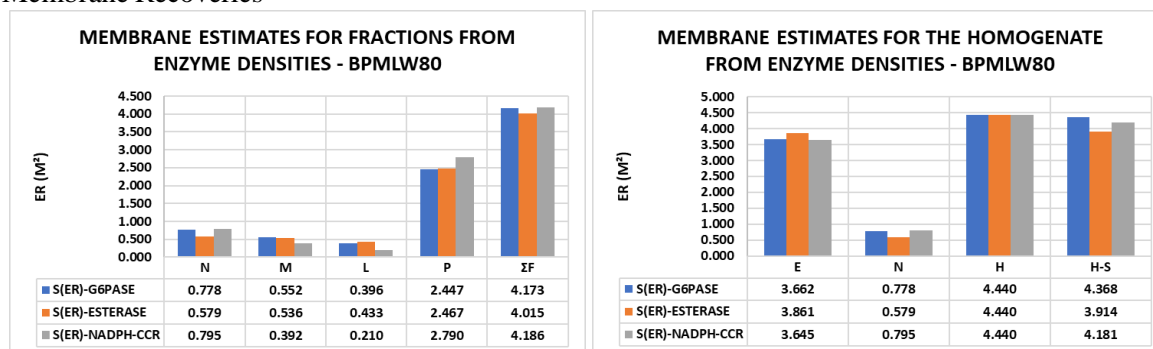 Membrane Recoveries
MEMBRANE ESTIMATES FOR FRACTIONS FROM
ENZYME DENSITIES - BPMLW80
ER (M²)
4.500
4.000
3.500
3.000
2.500
2.000
1.500
1.000
0.500
0.000
N M L P ΣF
S(ER)-G6PASE 0.778 0.552 0.396 2.447 4.173
S(ER)-ESTERASE 0.579 0.536 0.433 2.467 4.015
S(ER)-NADPH-CCR 0.795 0.392 0.210 2.790 4.186
MEMBRANE ESTIMATES FOR THE HOMOGENATE
FROM ENZYME DENSITIES - BPMLW80
ER (M²)
5.000
4.500
4.000
3.500
3.000
2.500
2.000
1.500
1.000
0.500
0.000
E N H H-S
S(ER)-G6PASE 3.662 0.778 4.440 4.368
S(ER)-ESTERASE 3.861 0.579 4.440 3.914
S(ER)-NADPH-CCR 3.645 0.795 4.440 4.181